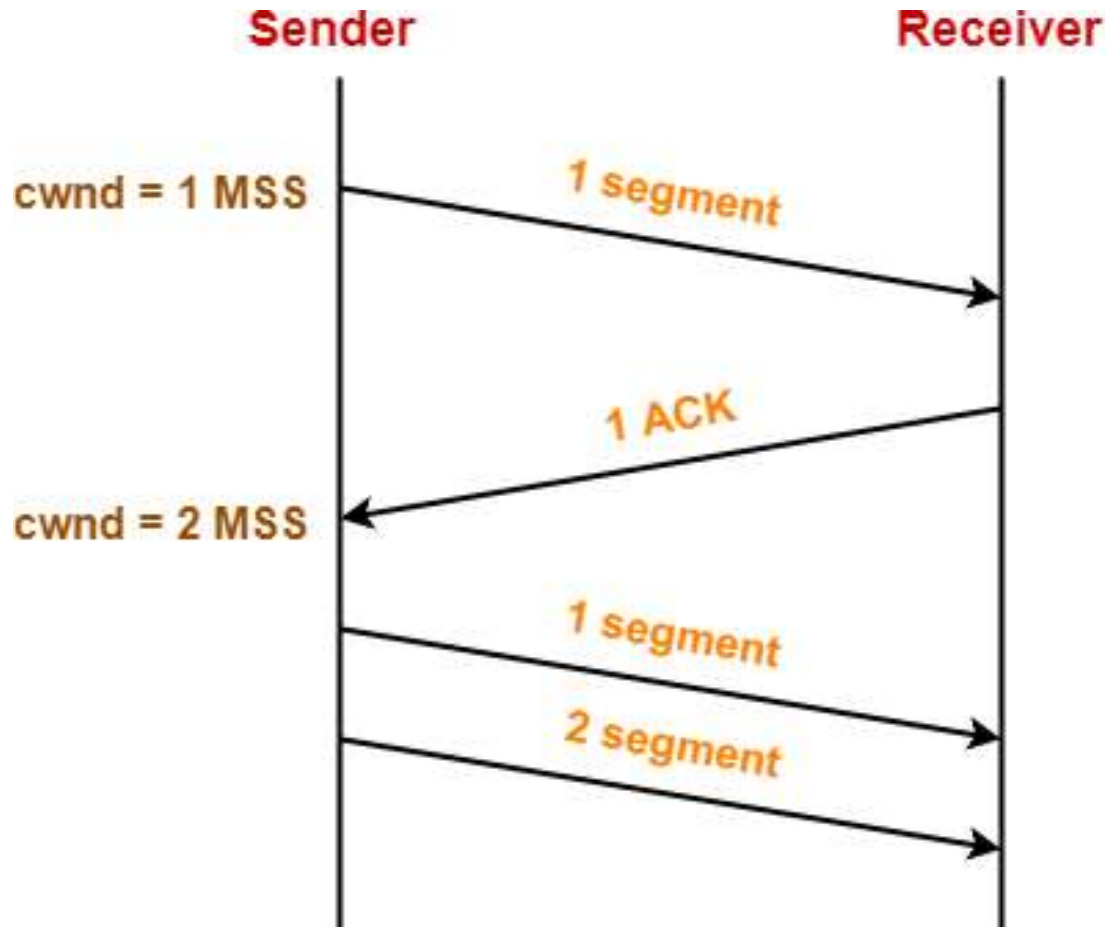 Sender
Receiver
cwnd = 1 MSS
1 segment
1 ACK
cwnd = 2 MSS
1 segment
2 segment